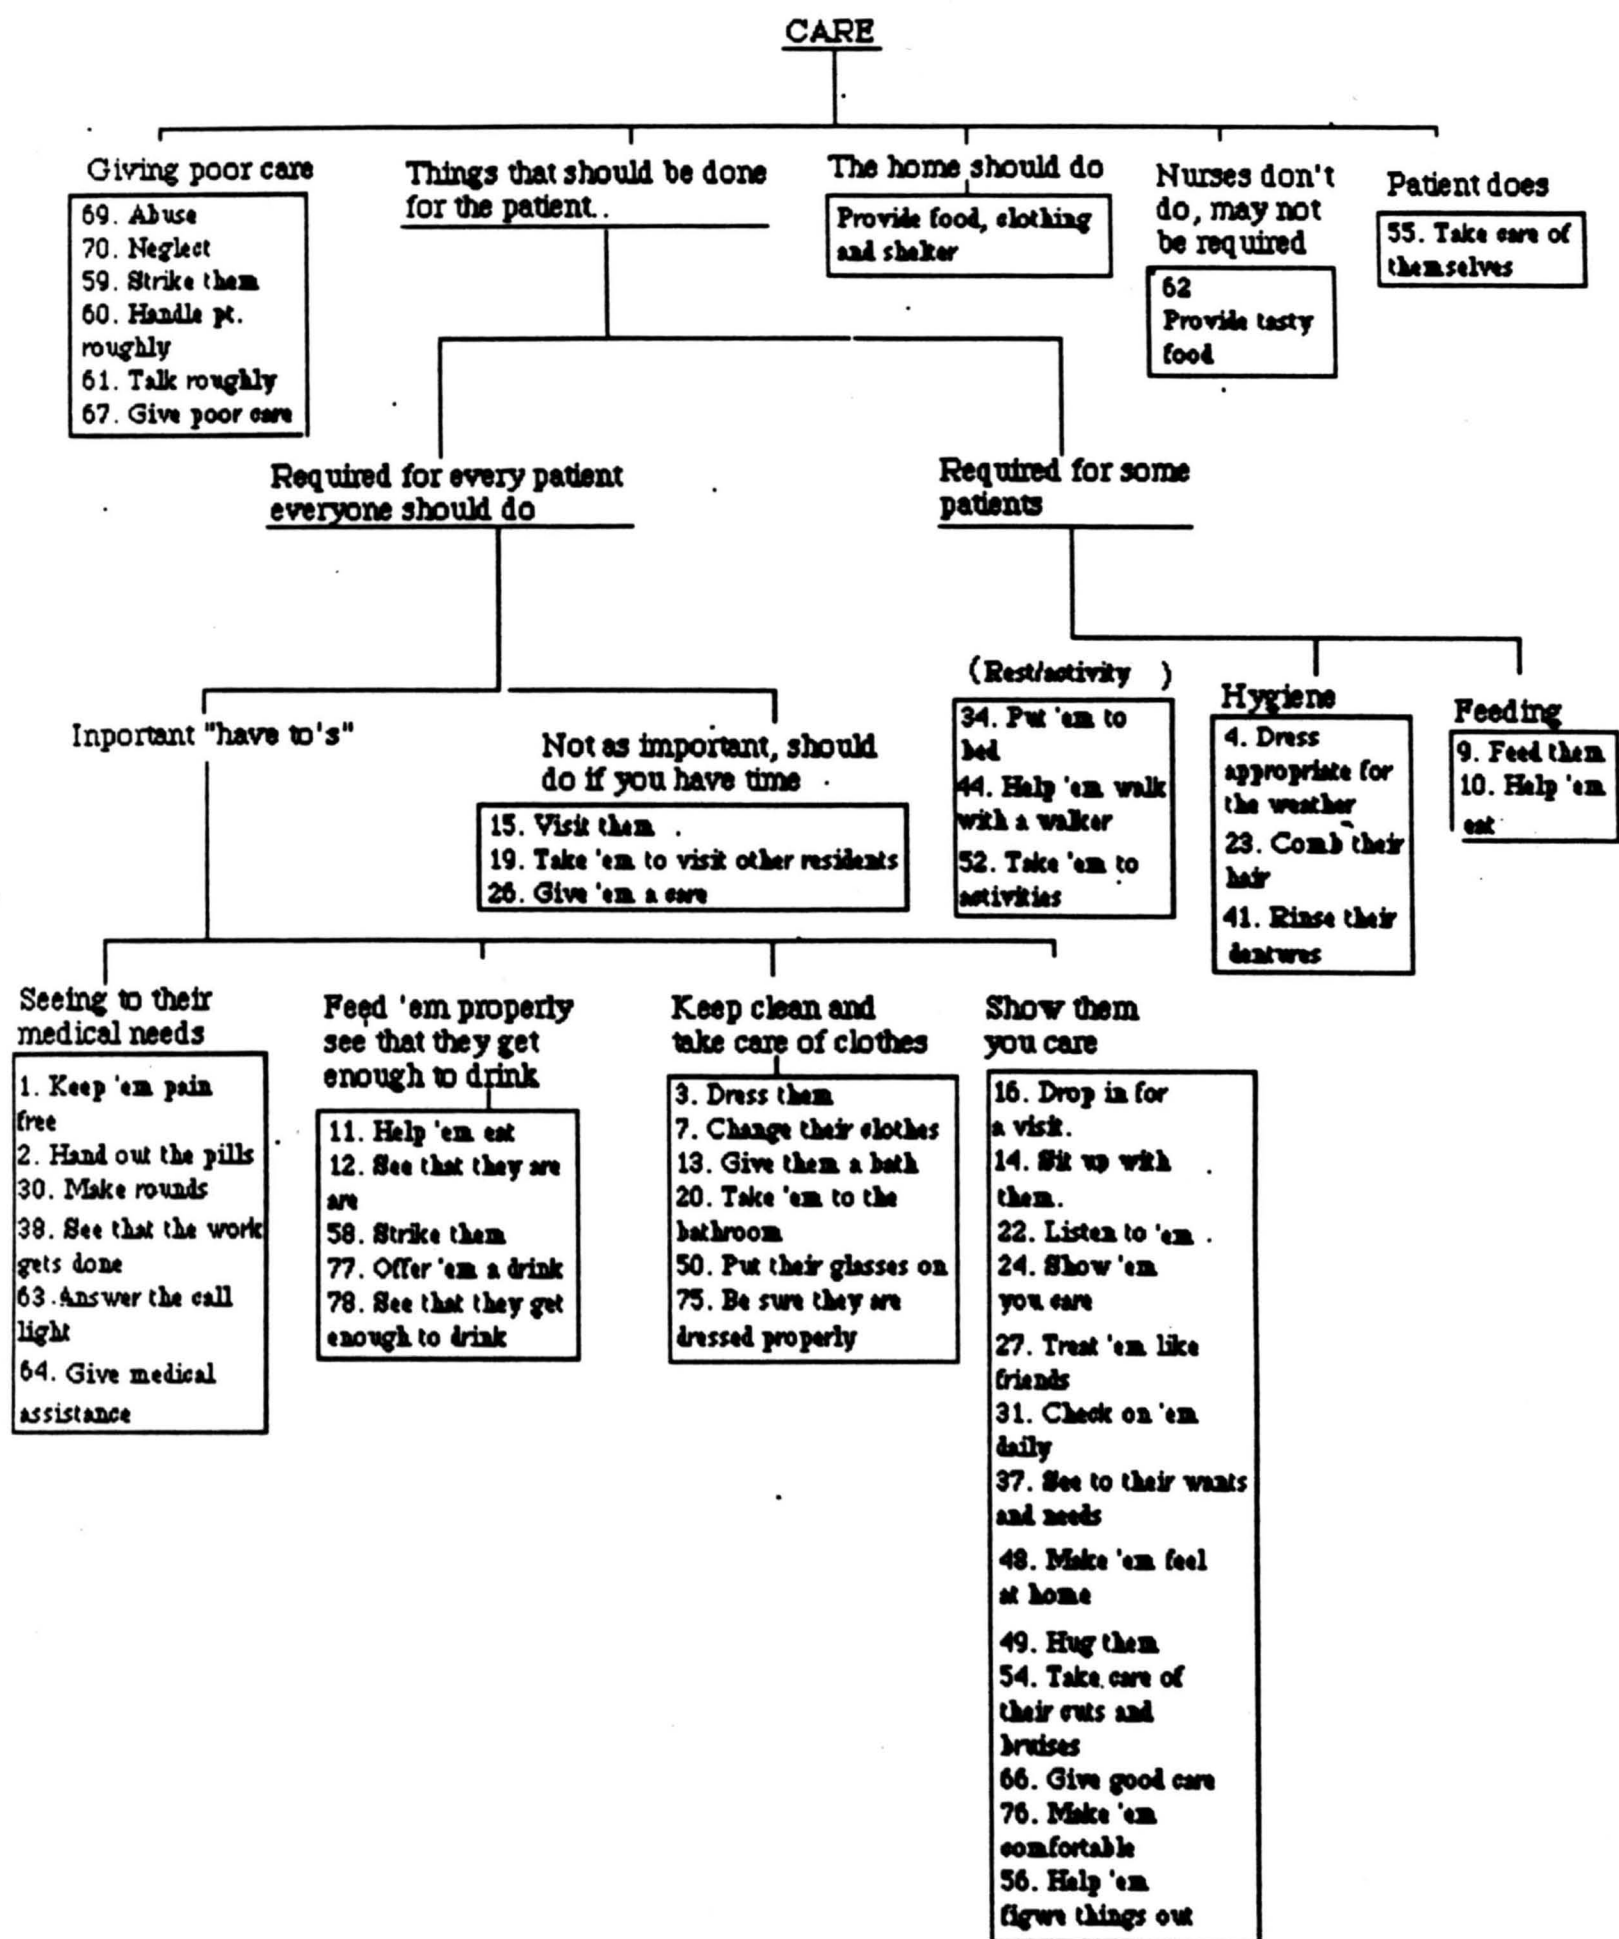 CARE
Giving poor care
69. Abuse
70. Neglect
59. Strike them
60. Handle pt.
roughly
61. Talk roughly
67. Give poor care
Things that should be done
for the patient..
The home should do
Provide food, clothing
and shelter
Nurses don't
do, may not
be required
62
Provide tasty
food
Patient does
55. Take care of
themselves
Required for every patient
everyone should do
Required for some
patients
Inportant "have to's"
Not as important, should
do if you have time
15. Visit them
19. Take 'em to visit other residents
26. Give 'em a care
(Rest/activity )
34. Put 'em to
bed
44. Help 'em walk
with a walker
52. Take 'em to
activities
Hygiene
4. Dress
appropriate for
the weather
23. Comb their
hair
41. Rinse their
dentures
Feeding
9. Feed them
10. Help 'em
eat
Seeing to their
medical needs
1. Keep 'em pain
free
2. Hand out the pills
30. Make rounds
38. See that the work
gets done
63. Answer the call
light
64. Give medical
assistance
Feed 'em properly
see that they get
enough to drink
11. Help 'em eat
12. See that they are
are
58. Strike them
77. Offer 'em a drink
78. See that they get
enough to drink
Keep clean and
take care of clothes
3. Dress them
7. Change their clothes
13. Give them a bath
20. Take 'em to the
bathroom
50. Put their glasses on
75. Be sure they are
dressed properly
Show them
you care
16. Drop in for
a visit.
14. Sit up with
them.
22. Listen to 'em
24. Show 'em
you care
27. Treat 'em like
friends
31. Check on 'em
daily
37. See to their wants
and needs
48. Make 'em feel
at home
49. Hug them
54. Take care of
their cuts and
bruises
66. Give good care
76. Make 'em
comfortable
56. Help 'em
figure things out